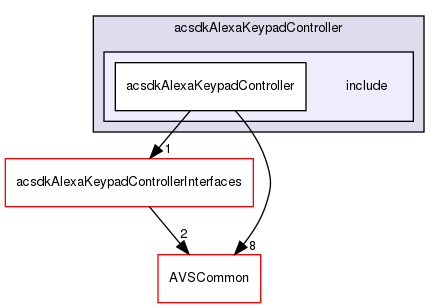 acsdkAlexaKeypadController
acsdkAlexaKeypadController
include
1
acsdkAlexaKeypadControllerInterfaces
2
8
AVSCommon